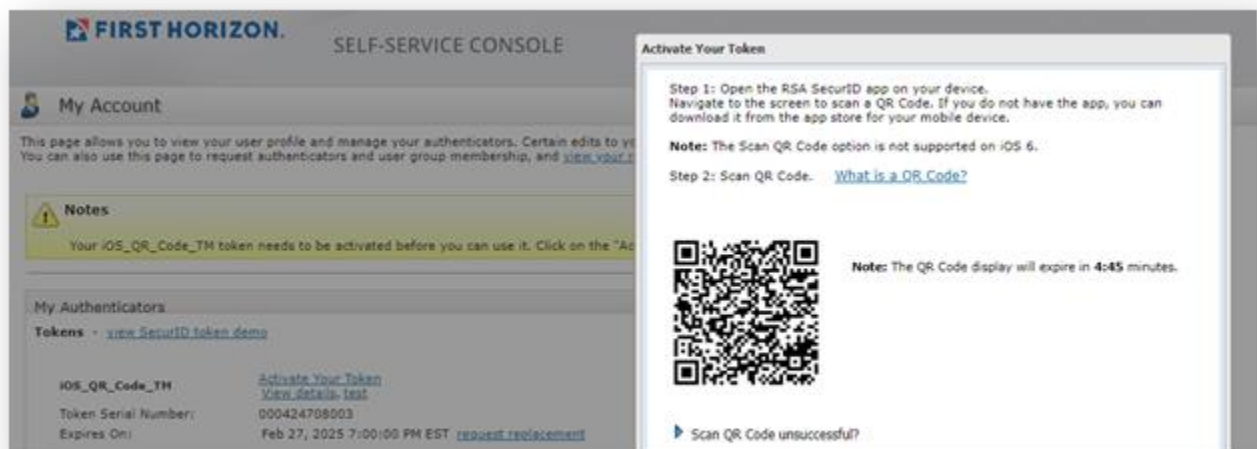 FIRST HORIZON.
SELF-SERVICE CONSOLE
My Account
This page allows you to view your user profile and manage your authenticators. Certain edits to
You can also use this page to request authenticators and user group membership, and view your
Notes
Your iOS_QR_Code_TM token needs to be activated before you can use it. Click on the "Ac
My Authenticators
Tokens - view SecurID token demo
iOS_QR_Code_TM
Activate Your Token
View details, test
Token Serial Number: 000424708003
Expires On: Feb 27, 2025 7:00:00 PM EST request replacement
Activate Your Token
Step 1: Open the RSA SecurID app on your device.
Navigate to the screen to scan a QR Code. If you do not have the app, you can
download it from the app store for your mobile device.
Note: The Scan QR Code option is not supported on iOS 6.
Step 2: Scan QR Code. What is a QR Code?
Note: The QR Code display will expire in 4:45 minutes.
Scan QR Code unsuccessful?